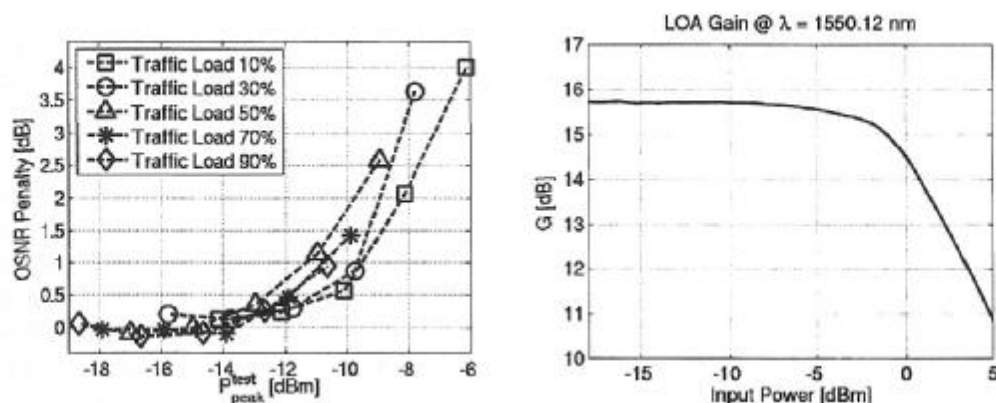 4
3.5
3
2.5
2
1.5
1
0.5
0
OSNR Penalty [dB]
Traffic Load 10%
Traffic Load 30%
Traffic Load 50%
Traffic Load 70%
Traffic Load 90%
-18 -16 -14 -12 -10 -8 -6
P test peak [dBm]
LOA Gain @ λ = 1550.12 nm
17
16
15
14
13
12
11
10
G [dB]
-15 -10 -5 0 5
Input Power [dBm]